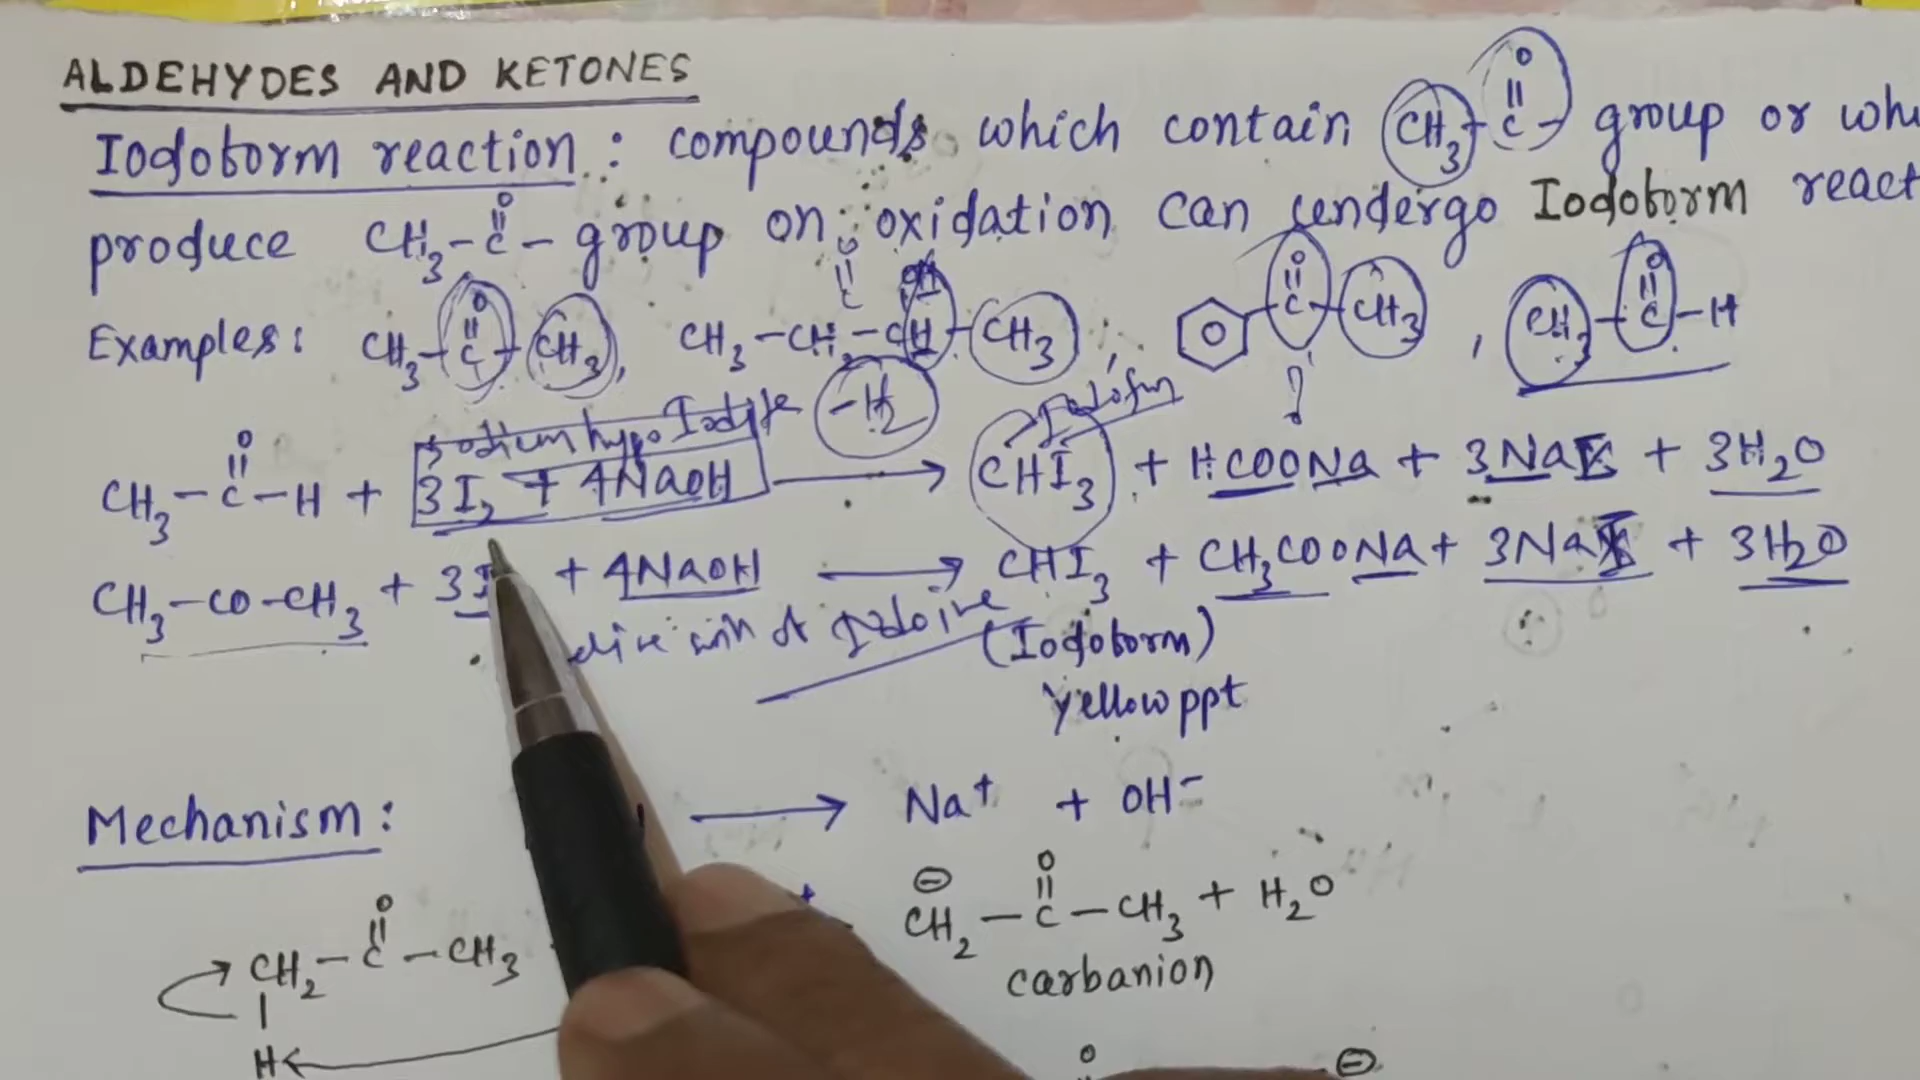 ALDEHYDES AND KETONES
Iodoform reaction : compounds which contain CH₃-C(=O)- group or whi
produce CH₃-C(=O)- group on oxidation can undergo Iodoform react
Examples: CH₃-C(=O)-CH₃, CH₃-CH₂-CH(OH)-CH₃, C(=O)-CH₃, CH₃-C(=O)-H
O = C
-H₂
sodium hypo Iodite
Iodoform
CH₃-C(=O)-H + 3I₂ + 4NaOH ⟶ CHI₃ + HCOONa + 3NaI + 3H₂O
CH₃-CO-CH₃ + 3I + 4NaOH ⟶ CHI₃ + CH₃COONa + 3NaI + 3H₂O
(Iodoform)
yellow ppt
Mechanism: ⟶ Na⁺ + OH⁻
CH₂-C(=O)-CH₃
H
⊖CH₂-C(=O)-CH₃ + H₂O
carbanion
O
⊖